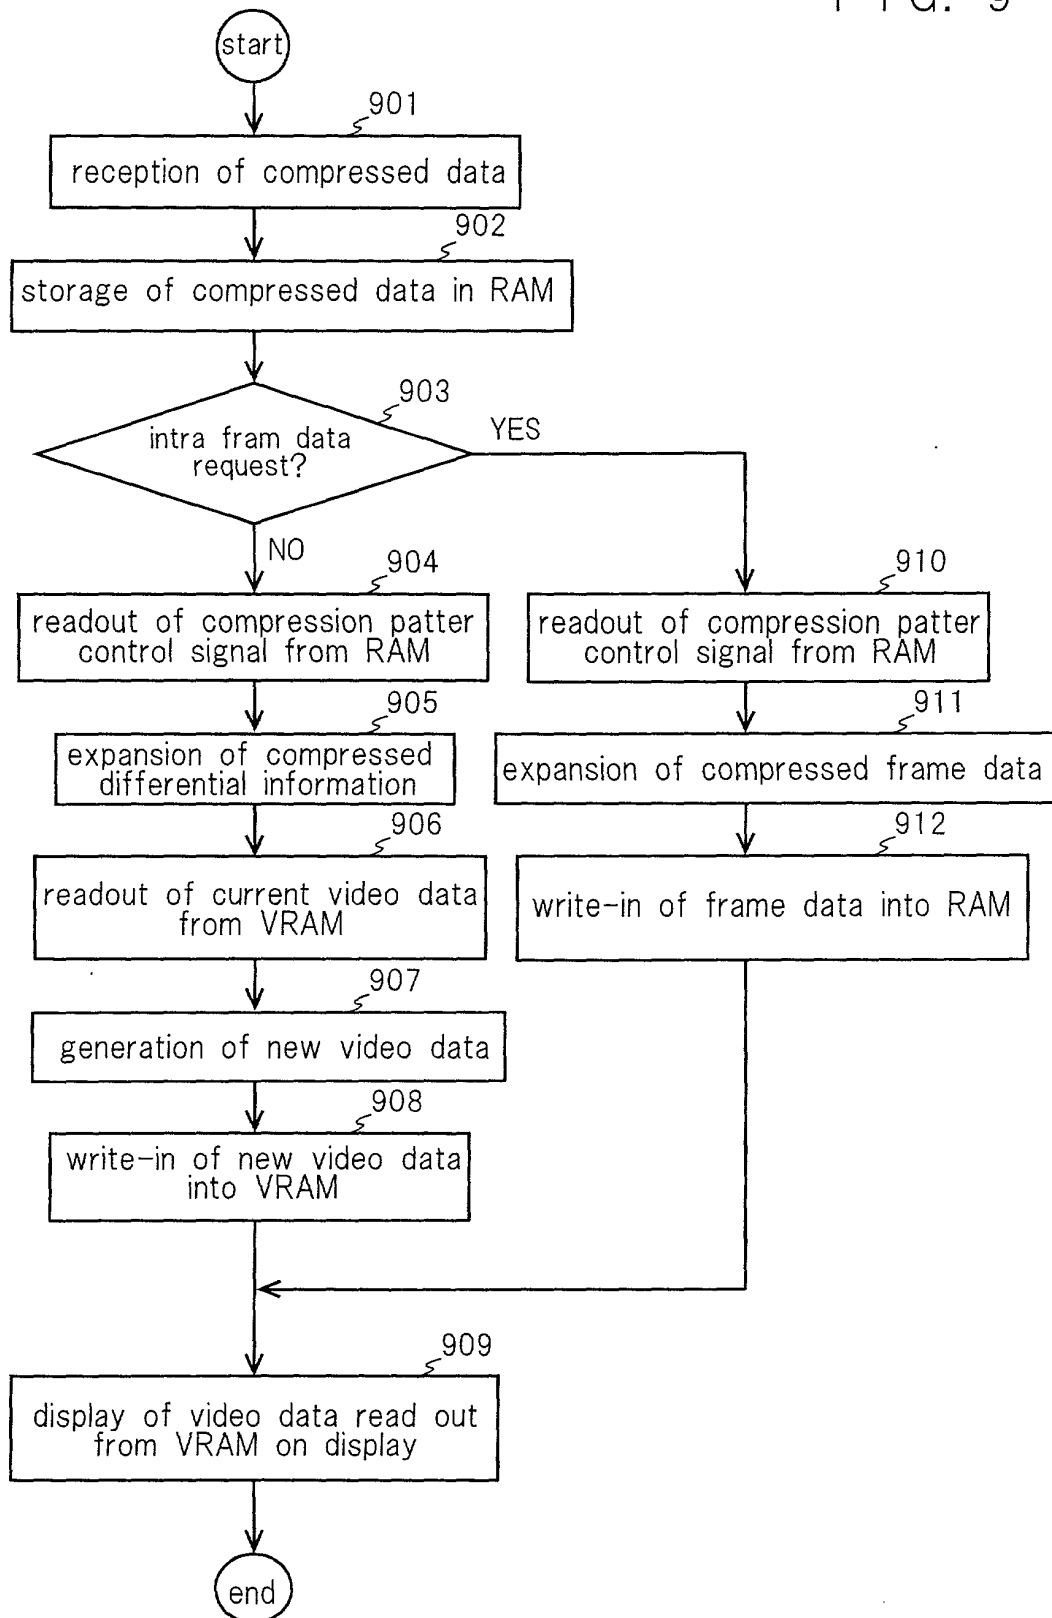 FIG. 9
start
901
reception of compressed data
902
storage of compressed data in RAM
903
intra fram data
request?
YES
NO
904
readout of compression patter
control signal from RAM
905
expansion of compressed
differential information
906
readout of current video data
from VRAM
907
generation of new video data
908
write-in of new video data
into VRAM
910
readout of compression patter
control signal from RAM
911
expansion of compressed frame data
912
write-in of frame data into RAM
909
display of video data read out
from VRAM on display
end